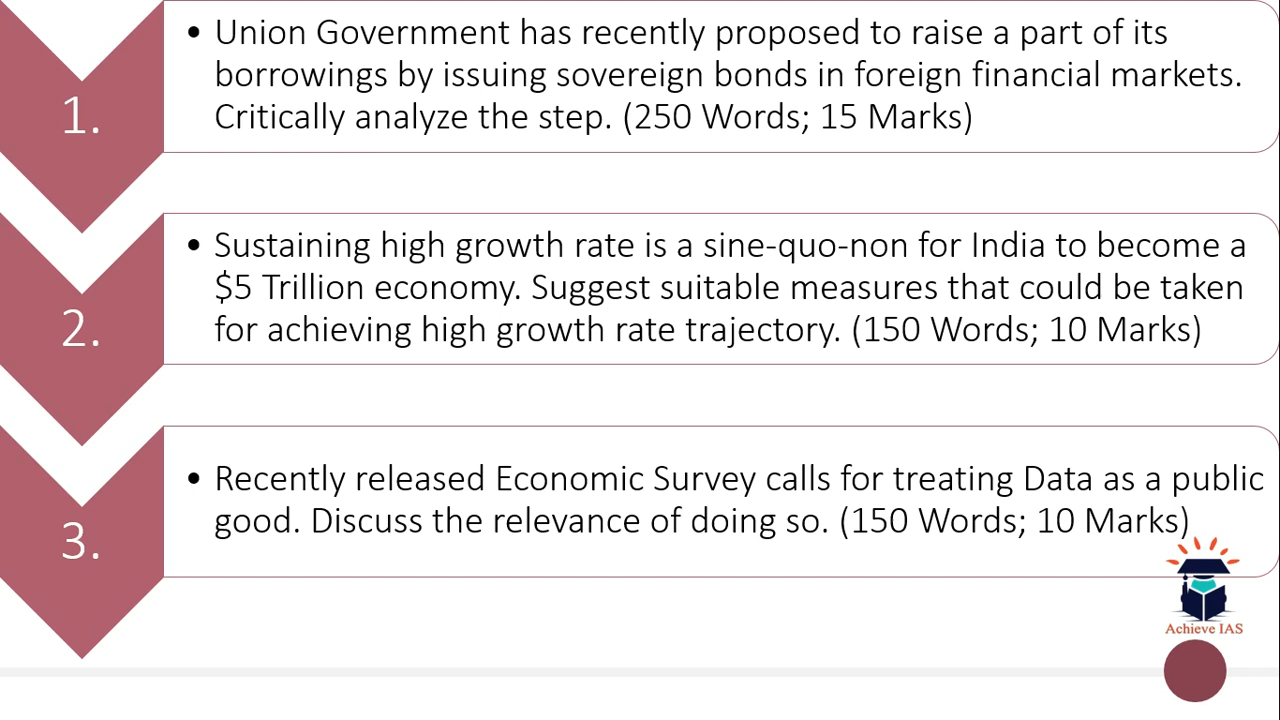 1.
• Union Government has recently proposed to raise a part of its
borrowings by issuing sovereign bonds in foreign financial markets.
Critically analyze the step. (250 Words; 15 Marks)
2.
• Sustaining high growth rate is a sine-quo-non for India to become a
$5 Trillion economy. Suggest suitable measures that could be taken
for achieving high growth rate trajectory. (150 Words; 10 Marks)
3.
• Recently released Economic Survey calls for treating Data as a public
good. Discuss the relevance of doing so. (150 Words; 10 Marks)
Achieve IAS